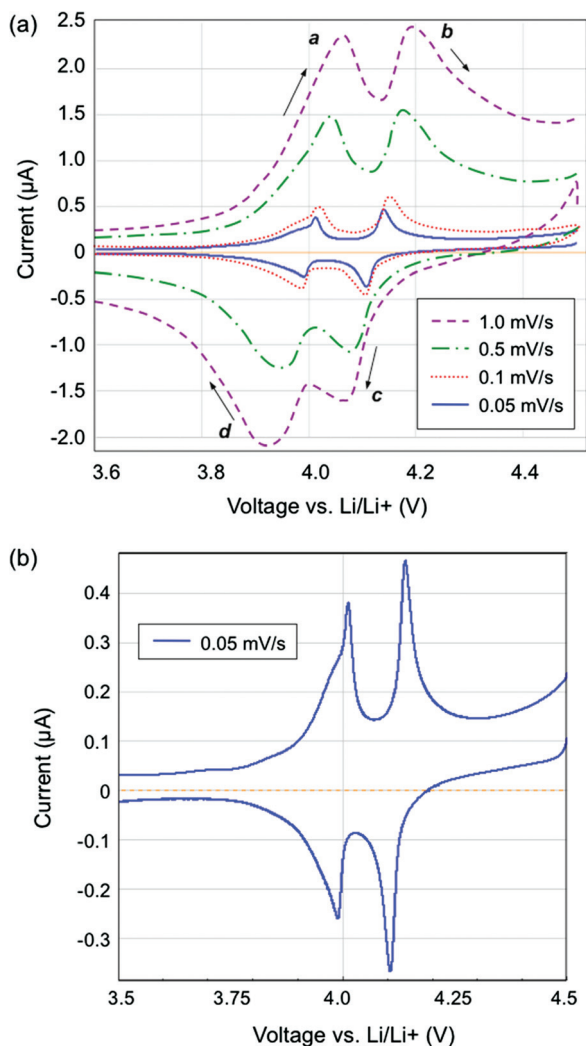 (a)
2.5
2.0
1.5
1.0
0.5
0
-0.5
-1.0
-1.5
-2.0
Current (µA)
a
b
c
d
1.0 mV/s
0.5 mV/s
0.1 mV/s
0.05 mV/s
3.6 3.8 4.0 4.2 4.4
Voltage vs. Li/Li+ (V)
(b)
0.4
0.3
0.2
0.1
0
-0.1
-0.2
-0.3
Current (µA)
0.05 mV/s
3.5 3.75 4.0 4.25 4.5
Voltage vs. Li/Li+ (V)